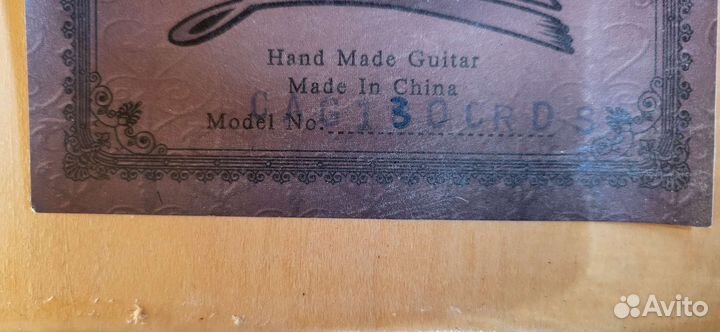 Hand Made Guitar
Made In China
Model No: CAG130CRDS
Avito